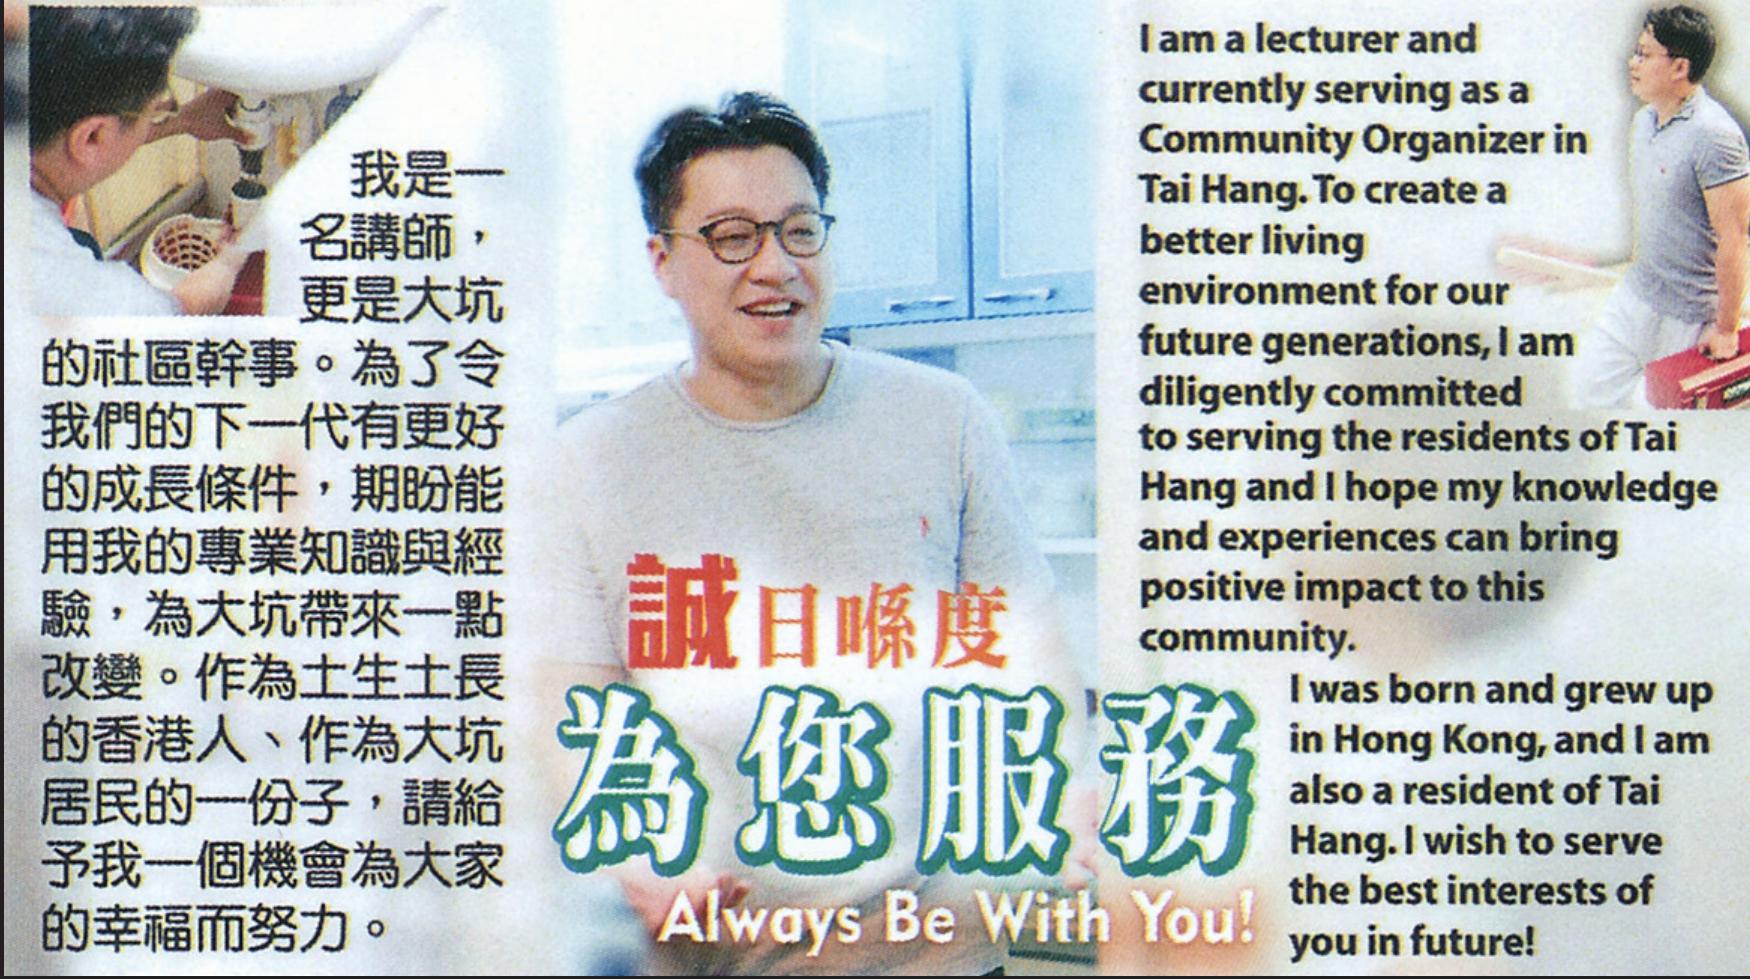 我是一
名講師，
更是大坑
的社區幹事。為了令
我們的下一代有更好
的成長條件，期盼能
用我的專業知識與經
驗，為大坑帶來一點
改變。作為土生土長
的香港人、作為大坑
居民的一份子，請給
予我一個機會為大家
的幸福而努力。
誠日喺度
為您服務
Always Be With You!
I am a lecturer and
currently serving as a
Community Organizer in
Tai Hang. To create a
better living
environment for our
future generations, I am
diligently committed
to serving the residents of Tai
Hang and I hope my knowledge
and experiences can bring
positive impact to this
community.
I was born and grew up
in Hong Kong, and I am
also a resident of Tai
Hang. I wish to serve
the best interests of
you in future!